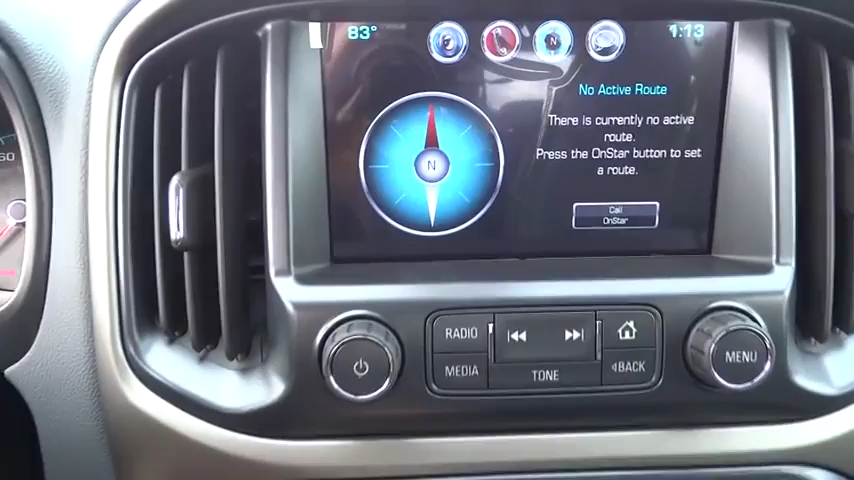 83° 1:13
No Active Route
There is currently no active
route.
Press the OnStar button to set
a route.
N
N
Call
OnStar
RADIO
MEDIA
TONE
BACK
MENU
60